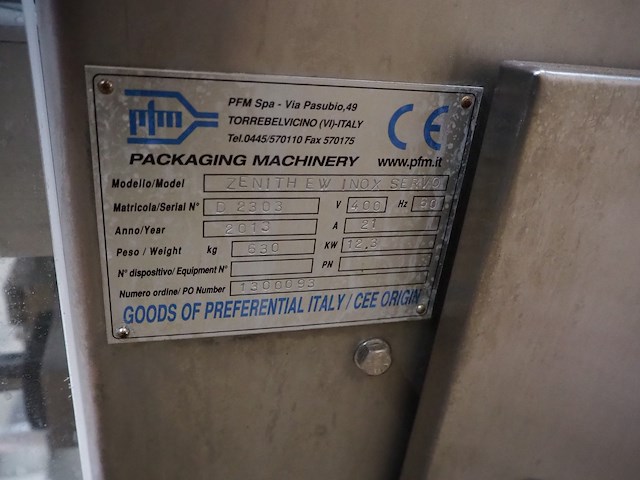 pfm
PFM Spa - Via Pasubio,49
TORREBELVICINO (VI)-ITALY
Tel.0445/570110 Fax 570175
CE
PACKAGING MACHINERY www.pfm.it
Modello/Model ZENITH EW INOX SERVO
Matricola/Serial N° D 2303 V 400 Hz 50
Anno/Year 2013 A 21
Peso / Weight kg 630 KW 12,3
N° dispositivo/ Equipment N° PN
Numero ordine/ PO Number 1300093
GOODS OF PREFERENTIAL ITALY / CEE ORIGIN